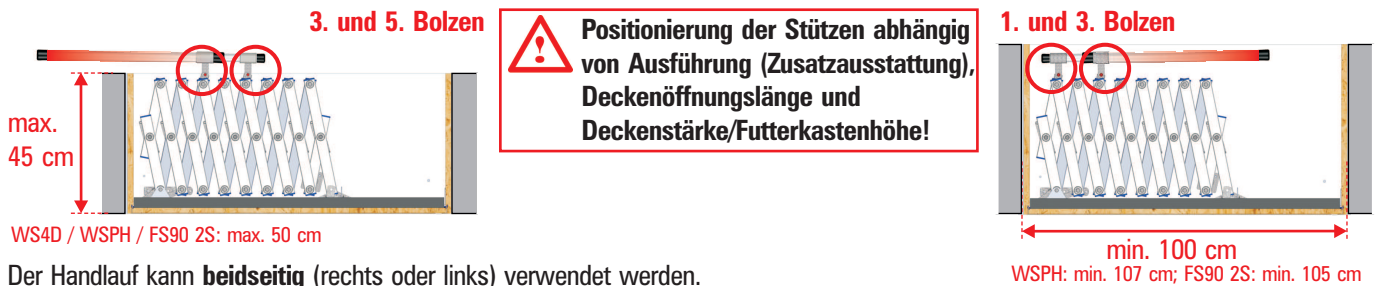 3. und 5. Bolzen
max.
45 cm
WS4D / WSPH / FS90 2S: max. 50 cm
Positionierung der Stützen abhängig
von Ausführung (Zusatzausstattung),
Deckenöffnungslänge und
Deckenstärke/Futterkastenhöhe!
1. und 3. Bolzen
min. 100 cm
WSPH: min. 107 cm; FS90 2S: min. 105 cm
Der Handlauf kann beidseitig (rechts oder links) verwendet werden.